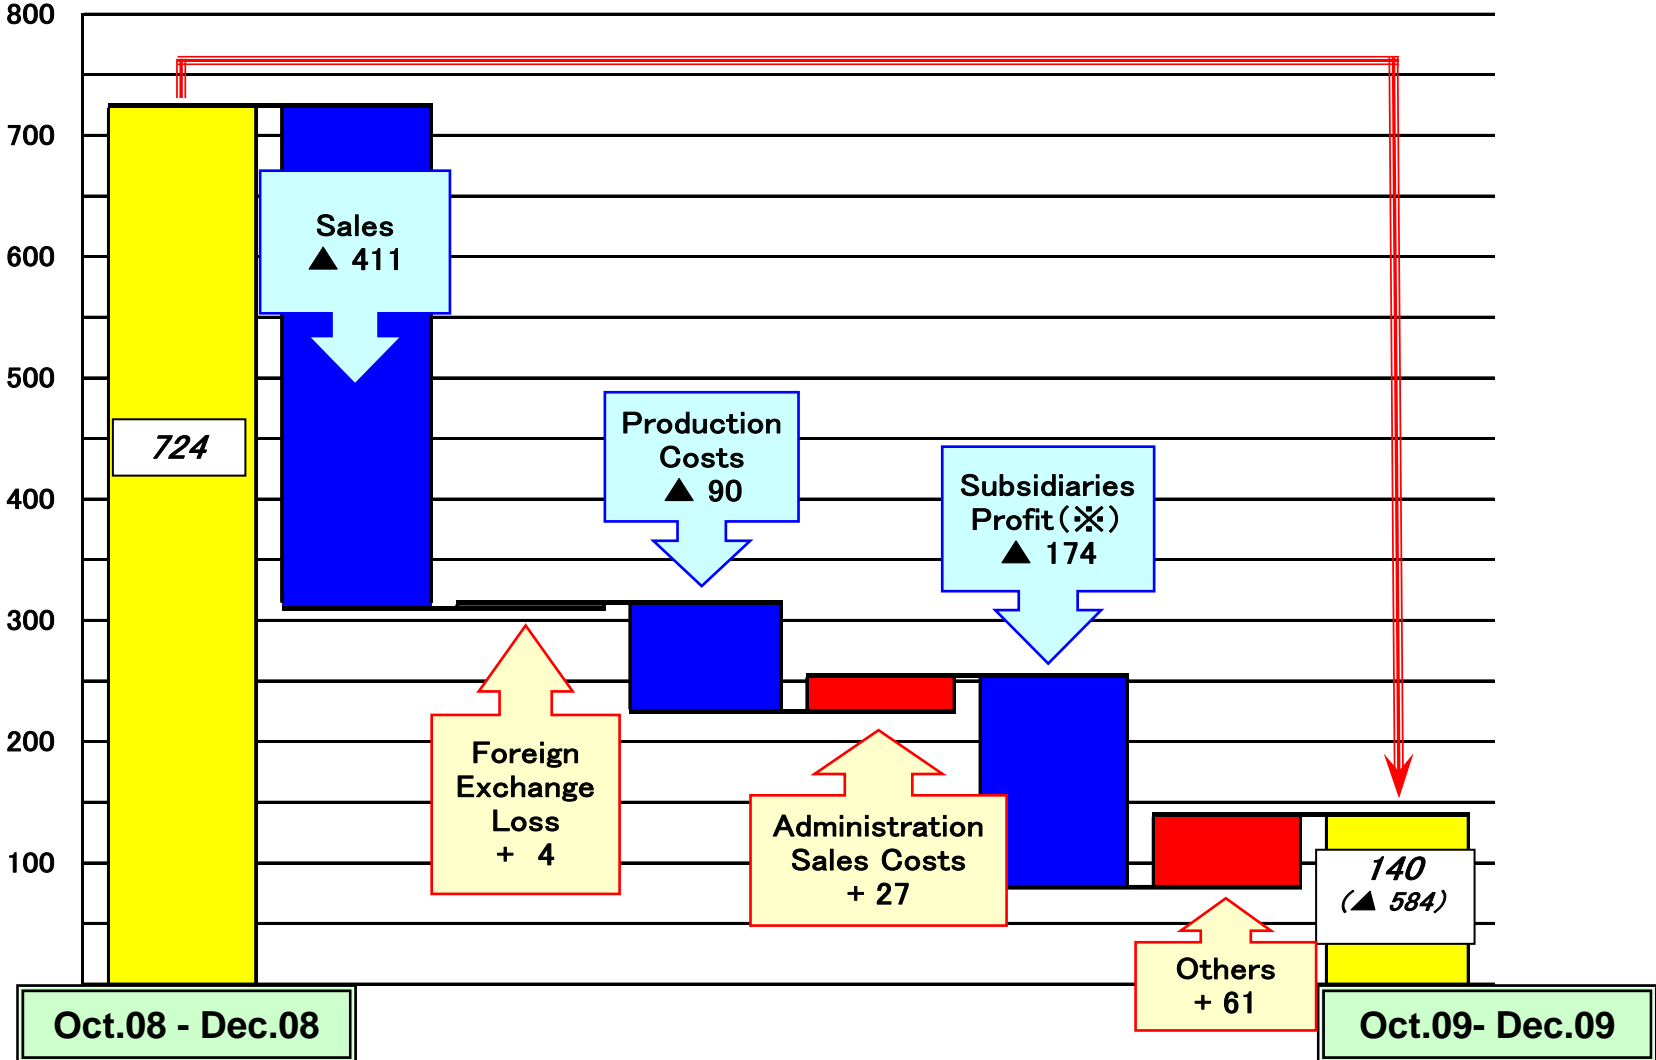 800
700
600
500
400
300
200
100
724
Sales
▲ 411
Foreign
Exchange
Loss
+ 4
Production
Costs
▲ 90
Administration
Sales Costs
+ 27
Subsidiaries
Profit(※)
▲ 174
Others
+ 61
140
(▲ 584)
Oct.08 - Dec.08
Oct.09- Dec.09